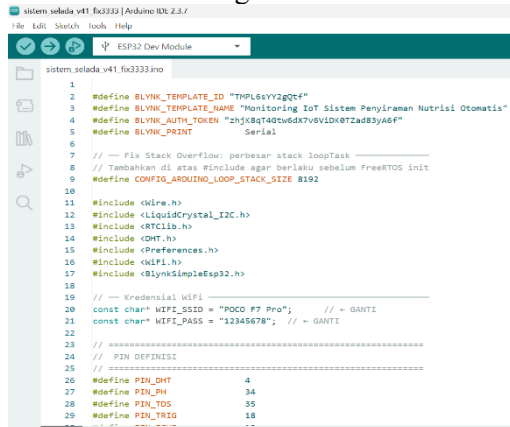 sistem_selada_v41_fix3333 | Arduino IDE 2.3.7
File Edit Sketch Tools Help
ESP32 Dev Module
sistem_selada_v41_fix3333.ino
1
2 #define BLYNK_TEMPLATE_ID "TMPL6sYY2gQtf"
3 #define BLYNK_TEMPLATE_NAME "Monitoring IoT Sistem Penyiraman Nutrisi Otomatis"
4 #define BLYNK_AUTH_TOKEN "zhjK8qT4Gtw6dX7v6ViDK0TZad83yA6f"
5 #define BLYNK_PRINT Serial
6
7 // — Fix Stack Overflow: perbesar stack loopTask —
8 // Tambahkan di atas #include agar berlaku sebelum FreeRTOS init
9 #define CONFIG_ARDUINO_LOOP_STACK_SIZE 8192
10
11 #include <Wire.h>
12 #include <LiquidCrystal_I2C.h>
13 #include <RTClib.h>
14 #include <DHT.h>
15 #include <Preferences.h>
16 #include <WiFi.h>
17 #include <BlynkSimpleEsp32.h>
18
19 // — Kredensial WiFi —
20 const char* WIFI_SSID = "POCO F7 Pro"; // ← GANTI
21 const char* WIFI_PASS = "12345678"; // ← GANTI
22
23 // ============================================================
24 // PIN DEFINISI
25 // ============================================================
26 #define PIN_DHT 4
27 #define PIN_PH 34
28 #define PIN_TDS 35
29 #define PIN_TRIG 18